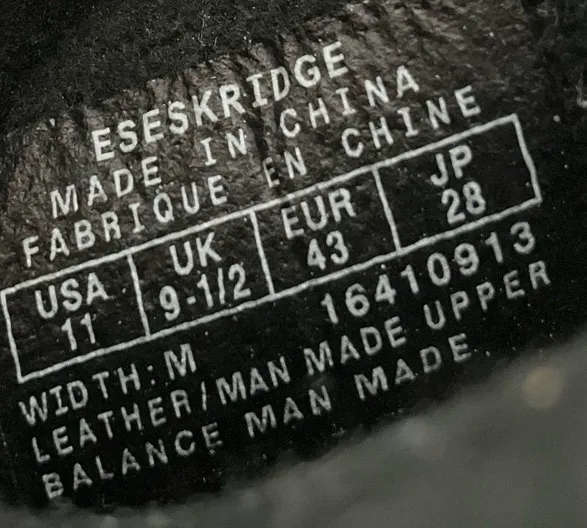 ESESKRIDGE
MADE IN CHINA
FABRIQUE EN CHINE
USA UK EUR JP
11 9-1/2 43 28
WIDTH: M 16410913
LEATHER/MAN MADE UPPER
BALANCE MAN MADE